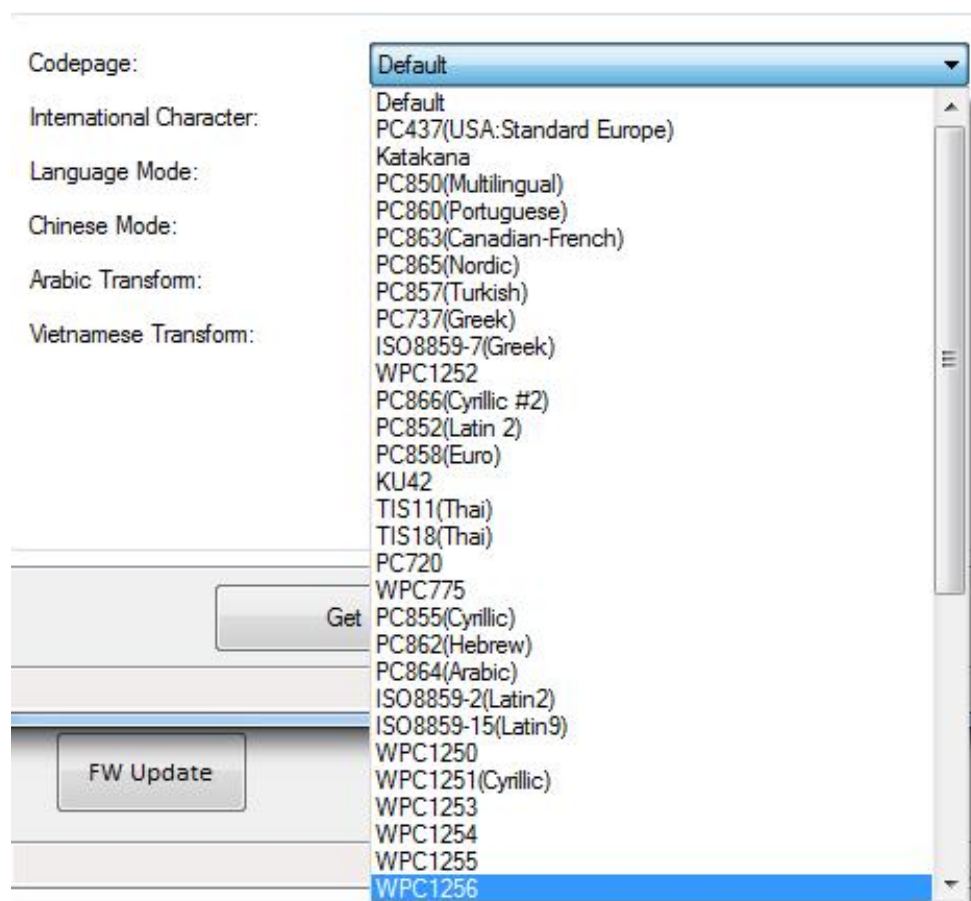 Codepage:
Default
International Character:
Language Mode:
Chinese Mode:
Arabic Transform:
Vietnamese Transform:
Default
PC437(USA:Standard Europe)
Katakana
PC850(Multilingual)
PC860(Portuguese)
PC863(Canadian-French)
PC865(Nordic)
PC857(Turkish)
PC737(Greek)
ISO8859-7(Greek)
WPC1252
PC866(Cyrillic #2)
PC852(Latin 2)
PC858(Euro)
KU42
TIS11(Thai)
TIS18(Thai)
PC720
WPC775
PC855(Cyrillic)
PC862(Hebrew)
PC864(Arabic)
ISO8859-2(Latin2)
ISO8859-15(Latin9)
WPC1250
WPC1251(Cyrillic)
WPC1253
WPC1254
WPC1255
WPC1256
Get
FW Update